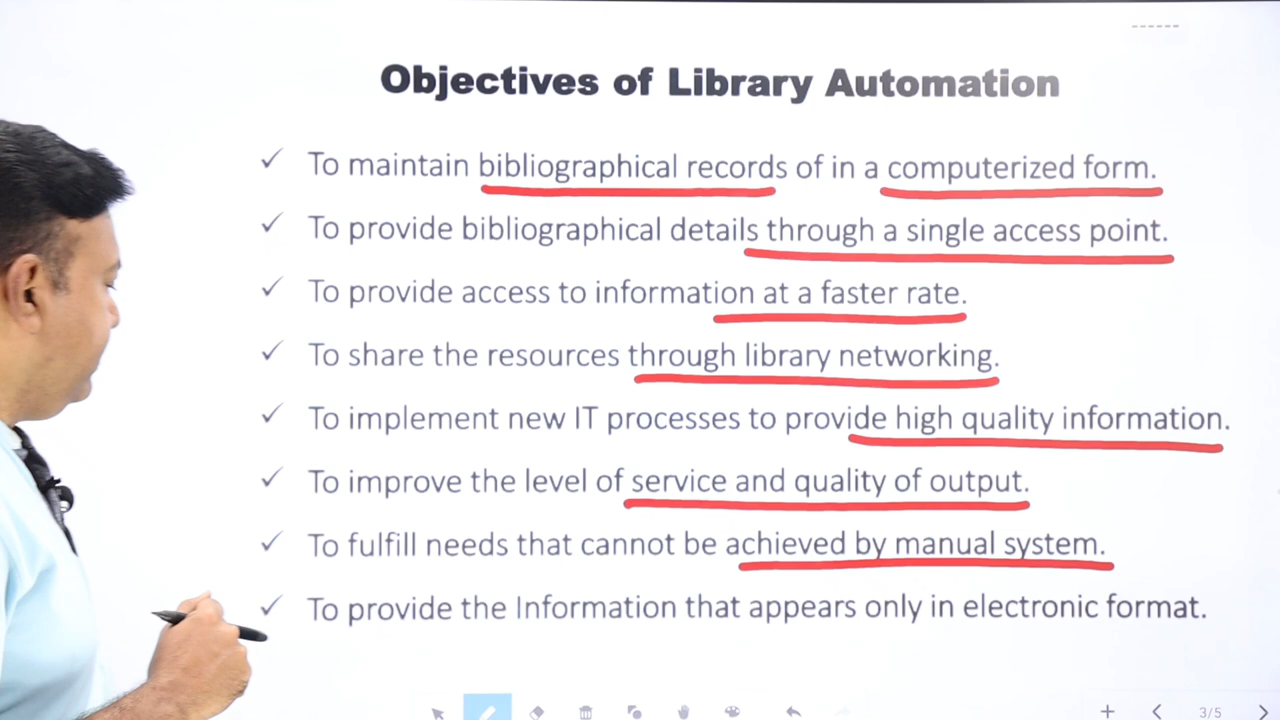 Objectives of Library Automation
✓ To maintain bibliographical records of in a computerized form.
✓ To provide bibliographical details through a single access point.
✓ To provide access to information at a faster rate.
✓ To share the resources through library networking.
✓ To implement new IT processes to provide high quality information.
✓ To improve the level of service and quality of output.
✓ To fulfill needs that cannot be achieved by manual system.
✓ To provide the Information that appears only in electronic format.
3/5